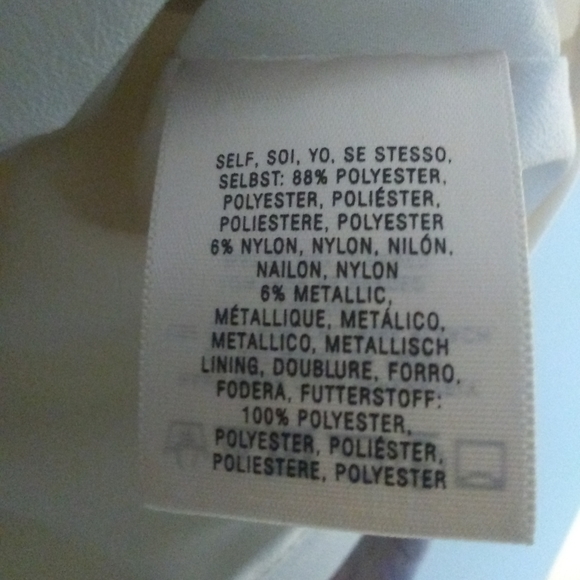 SELF, SOI, YO, SE STESSO,
SELBST: 88% POLYESTER,
POLYESTER, POLIÉSTER,
POLIESTERE, POLYESTER
6% NYLON, NYLON, NILÓN,
NAILON, NYLON
6% METALLIC,
MÉTALLIQUE, METÁLICO,
METALLICO, METALLISCH
LINING, DOUBLURE, FORRO,
FODERA, FUTTERSTOFF:
100% POLYESTER,
POLYESTER, POLIÉSTER,
POLIESTERE, POLYESTER